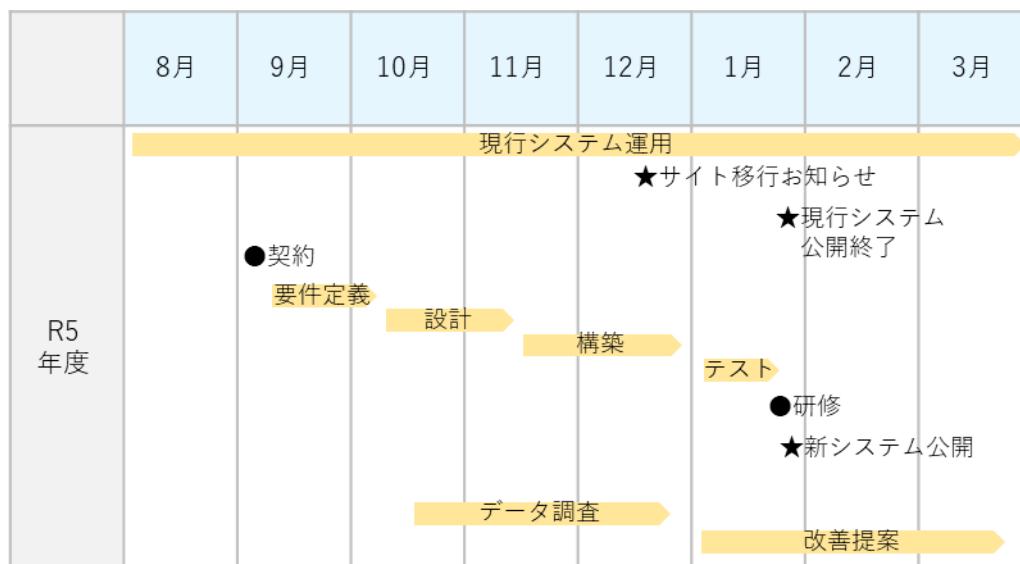 8月 9月 10月 11月 12月 1月 2月 3月
R5
年度
現行システム運用
★サイト移行お知らせ
★現行システム
公開終了
●契約
要件定義
設計
構築
テスト
●研修
★新システム公開
データ調査
改善提案